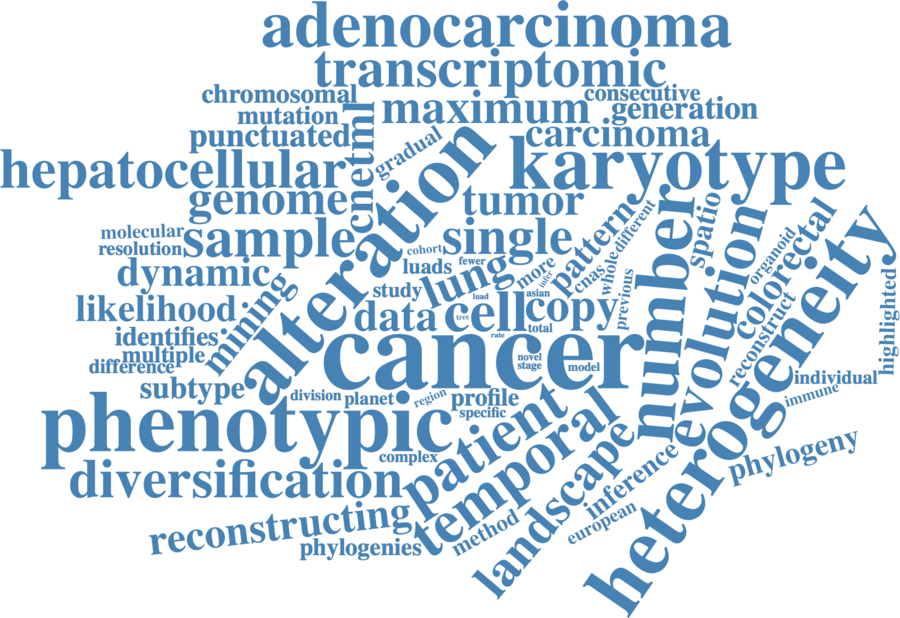 adenocarcinoma
transcriptomic
chromosomal
consecutive
mutation
maximum
generation
punctuated
cnetml
gradual
carcinoma
hepatocellular
karyotype
genome
tumor
molecular
resolution
sample
alteration
cohort
single
pattern
different
number
spatio
evolution
organoid
colorectal
heterogeneity
dynamic
luads
fewer
lung
more
inter
cnas
whole
study
luad
asian
previous
likelihood
mining
data
cell
copy
tree
total
identifies
multiple
difference
cancer
rate
novel
stage
model
reconstruct
highlighted
subtype
division
planet
region
profile
specific
individual
immune
phenotypic
complex
patient
temporal
landscape
inference
phylogeny
diversification
reconstructing
phylogenies
method
european